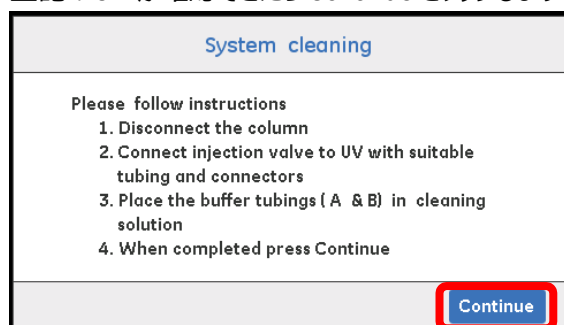 System cleaning
Please follow instructions
1. Disconnect the column
2. Connect injection valve to UV with suitable
tubing and connectors
3. Place the buffer tubings ( A & B) in cleaning
solution
4. When completed press Continue
Continue